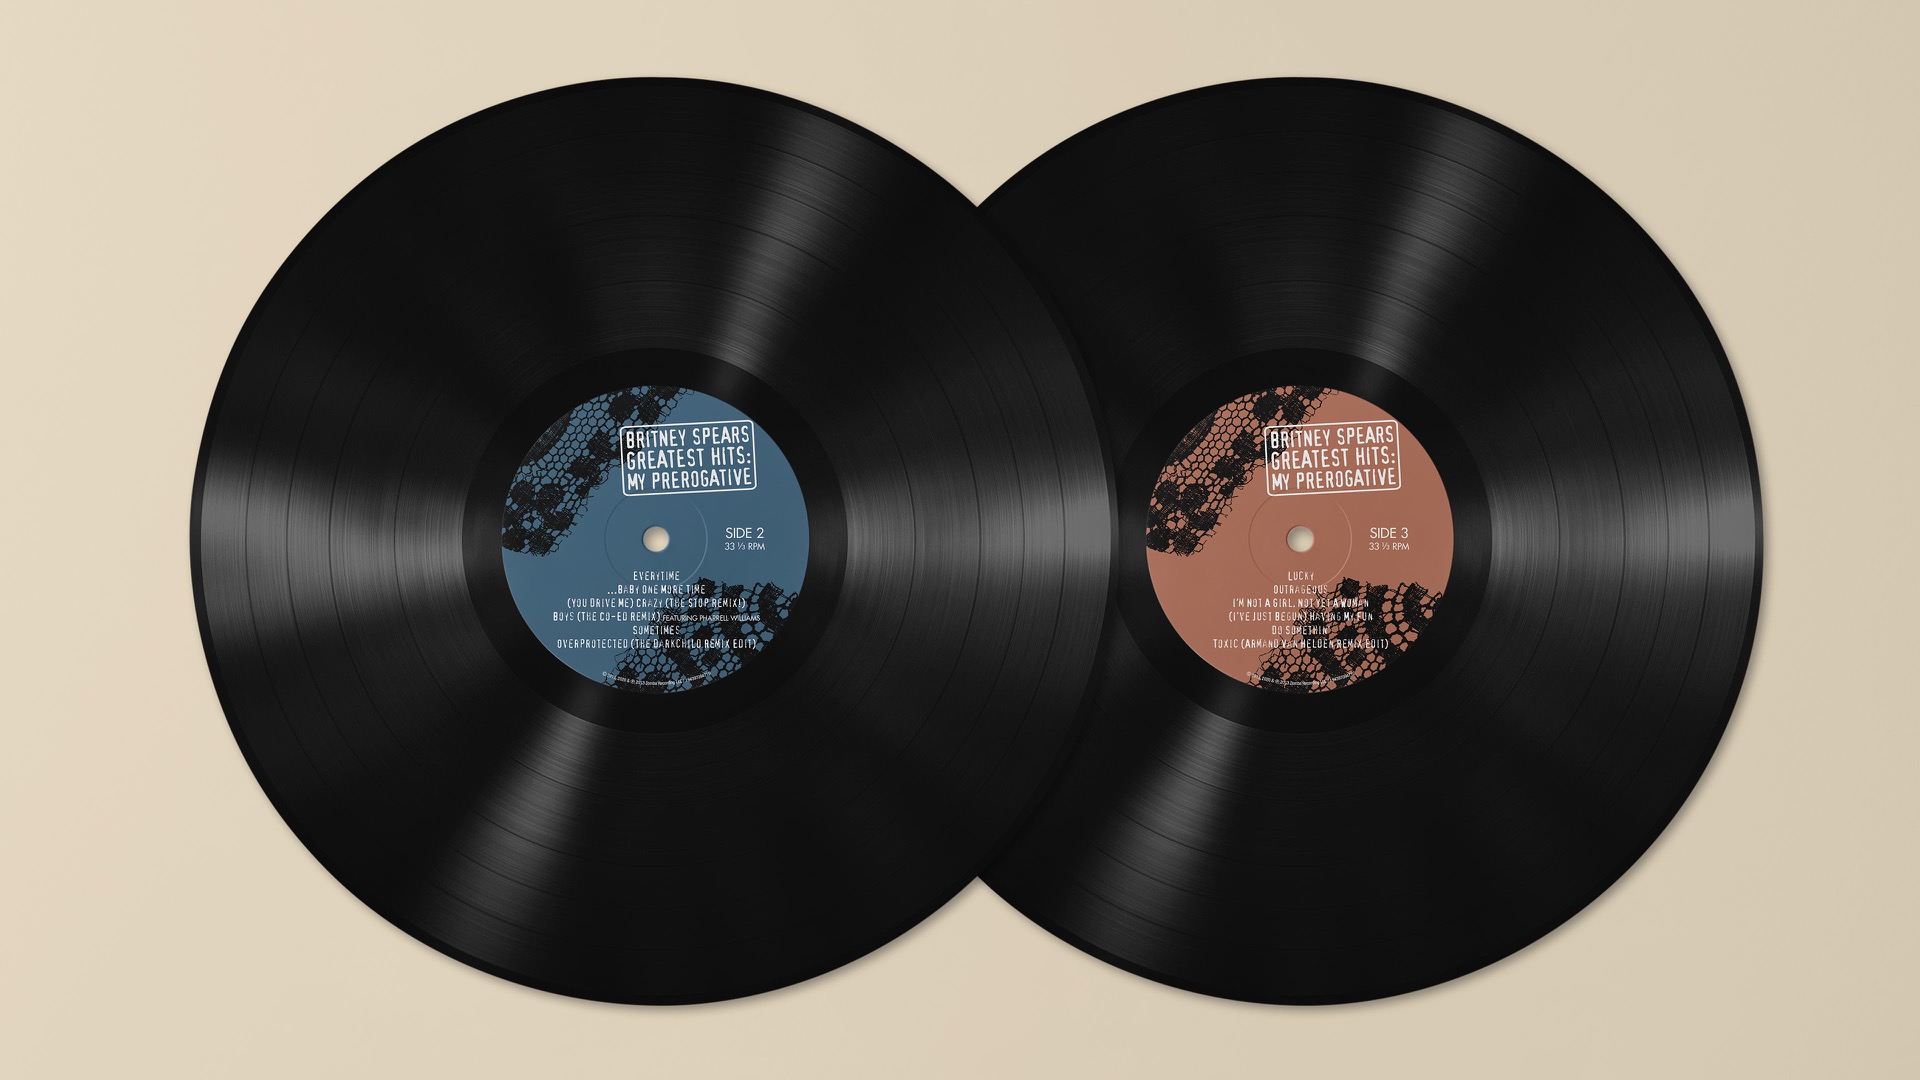 BRITNEY SPEARS
GREATEST HITS:
MY PREROGATIVE
SIDE 2
33 ⅓ RPM
EVERYTIME
...BABY ONE MORE TIME
(YOU DRIVE ME) CRAZY (THE STOP REMIX!)
BOYS (THE CO-ED REMIX) FEATURING PHARRELL WILLIAMS
SOMETIMES
OVERPROTECTED (THE DARKCHILD REMIX EDIT)
BRITNEY SPEARS
GREATEST HITS:
MY PREROGATIVE
SIDE 3
33 ⅓ RPM
LUCKY
OUTRAGEOUS
I'M NOT A GIRL, NOT YET A WOMAN
(I'VE JUST BEGUN) HAVING MY FUN
DO SOMETHIN'
TOXIC (ARMAND VAN HELDEN REMIX EDIT)